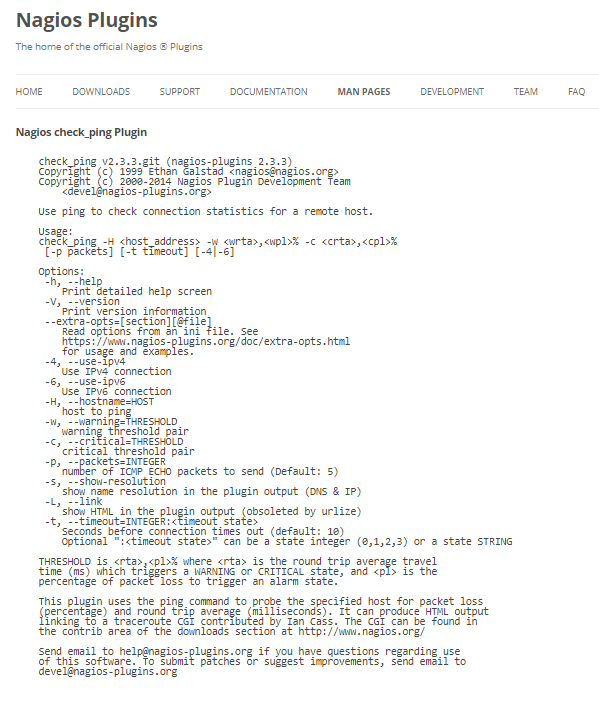 Nagios Plugins
The home of the official Nagios ® Plugins
HOME DOWNLOADS SUPPORT DOCUMENTATION MAN PAGES DEVELOPMENT TEAM FAQ
Nagios check_ping Plugin
check_ping v2.3.3.git (nagios-plugins 2.3.3)
Copyright (c) 1999 Ethan Galstad <nagios@nagios.org>
Copyright (c) 2000-2014 Nagios Plugin Development Team
<devel@nagios-plugins.org>
Use ping to check connection statistics for a remote host.
Usage:
check_ping -H <host_address> -w <wrta>,<wpl>% -c <crta>,<cpl>%
[-p packets] [-t timeout] [-4|-6]
Options:
-h, --help
Print detailed help screen
-V, --version
Print version information
--extra-opts=[section][@file]
Read options from an ini file. See
https://www.nagios-plugins.org/doc/extra-opts.html
for usage and examples.
-4, --use-ipv4
Use IPv4 connection
-6, --use-ipv6
Use IPv6 connection
-H, --hostname=HOST
host to ping
-w, --warning=THRESHOLD
warning threshold pair
-c, --critical=THRESHOLD
critical threshold pair
-p, --packets=INTEGER
number of ICMP ECHO packets to send (Default: 5)
-s, --show-resolution
show name resolution in the plugin output (DNS & IP)
-L, --link
show HTML in the plugin output (obsoleted by urlize)
-t, --timeout=INTEGER:<timeout state>
Seconds before connection times out (default: 10)
Optional ":<timeout state>" can be a state integer (0,1,2,3) or a state STRING
THRESHOLD is <rta>,<pl>% where <rta> is the round trip average travel
time (ms) which triggers a WARNING or CRITICAL state, and <pl> is the
percentage of packet loss to trigger an alarm state.
This plugin uses the ping command to probe the specified host for packet loss
(percentage) and round trip average (milliseconds). It can produce HTML output
linking to a traceroute CGI contributed by Ian Cass. The CGI can be found in
the contrib area of the downloads section at http://www.nagios.org/
Send email to help@nagios-plugins.org if you have questions regarding use
of this software. To submit patches or suggest improvements, send email to
devel@nagios-plugins.org